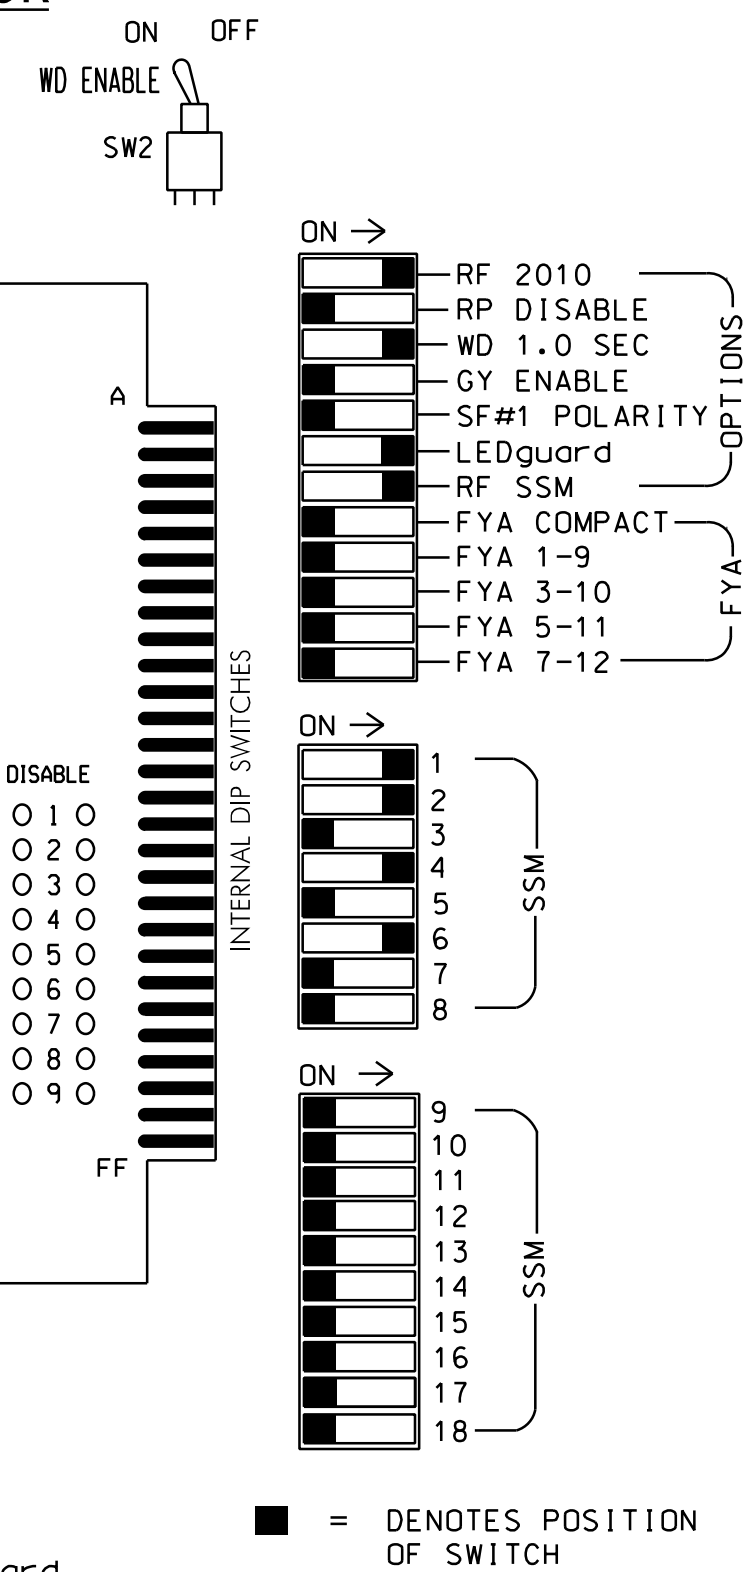 ON OFF
WD ENABLE
SW2
ON →
RF 2010
RP DISABLE
WD 1.0 SEC
GY ENABLE
SF#1 POLARITY
LEDguard
RF SSM
OPTIONS
FYA COMPACT
FYA 1-9
FYA 3-10
FYA 5-11
FYA 7-12
FYA
A
FF
INTERNAL DIP SWITCHES
DISABLE
1
2
3
4
5
6
7
8
9
ON →
1
2
3
4
5
6
7
8
SSM
ON →
9
10
11
12
13
14
15
16
17
18
SSM
= DENOTES POSITION
OF SWITCH